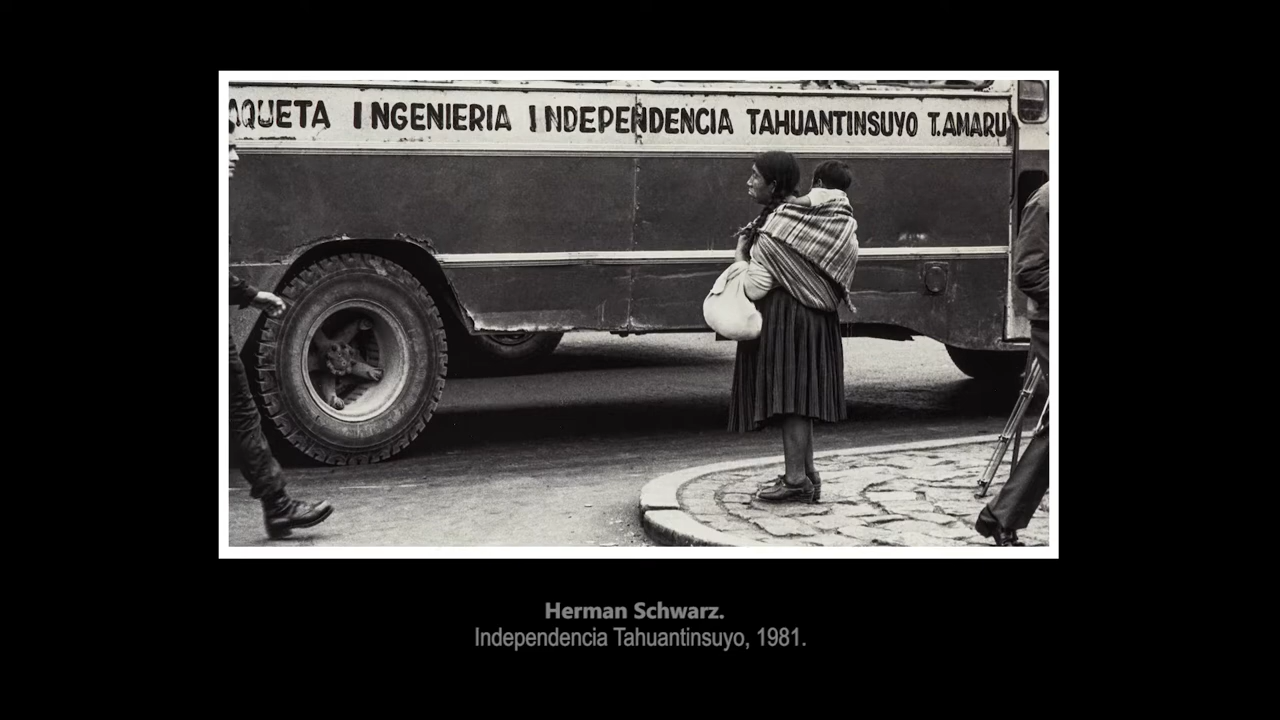 AQUETA INGENIERIA INDEPENDENCIA TAHUANTINSUYO T.AMARU
Herman Schwarz.
Independencia Tahuantinsuyo, 1981.